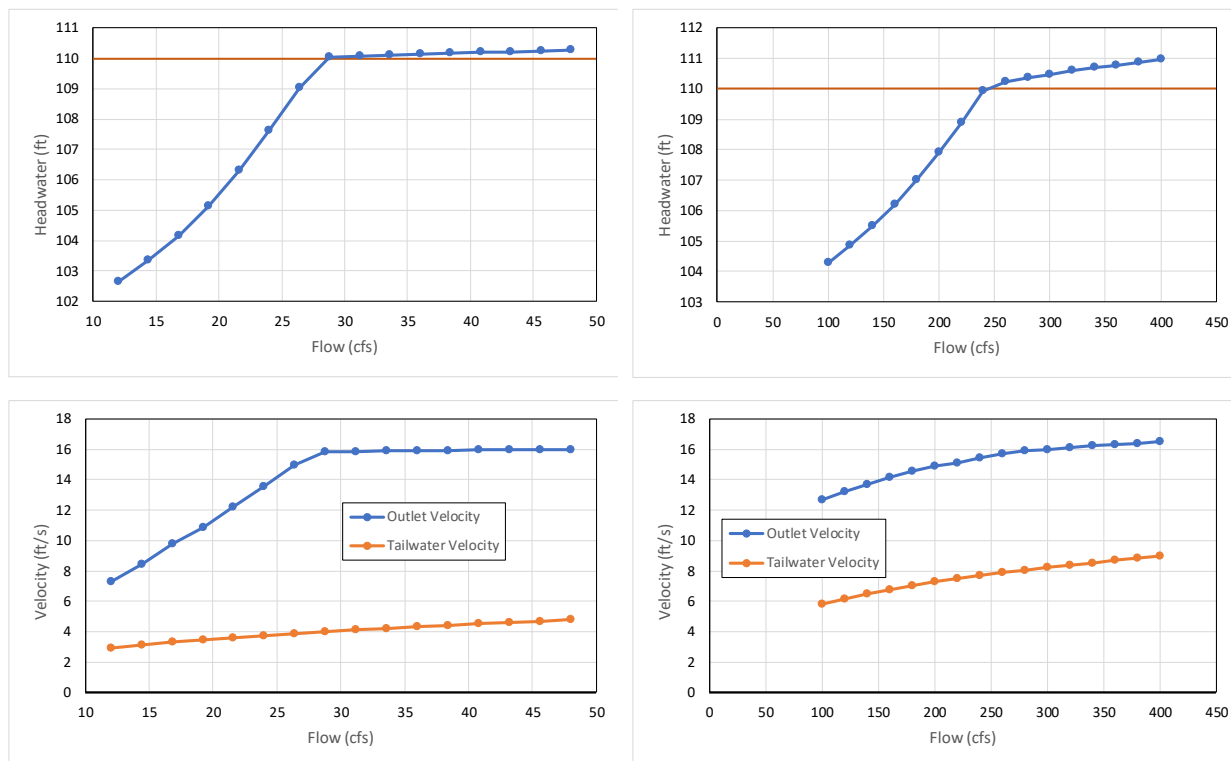 111
110
109
108
107
106
105
104
103
102
Headwater (ft)
10 15 20 25 30 35 40 45 50
Flow (cfs)
112
111
110
109
108
107
106
105
104
103
Headwater (ft)
0 50 100 150 200 250 300 350 400 450
Flow (cfs)
18
16
14
12
10
8
6
4
2
0
Velocity (ft/s)
Outlet Velocity
Tailwater Velocity
10 15 20 25 30 35 40 45 50
Flow (cfs)
18
16
14
12
10
8
6
4
2
0
Velocity (ft/s)
Outlet Velocity
Tailwater Velocity
0 50 100 150 200 250 300 350 400 450
Flow (cfs)